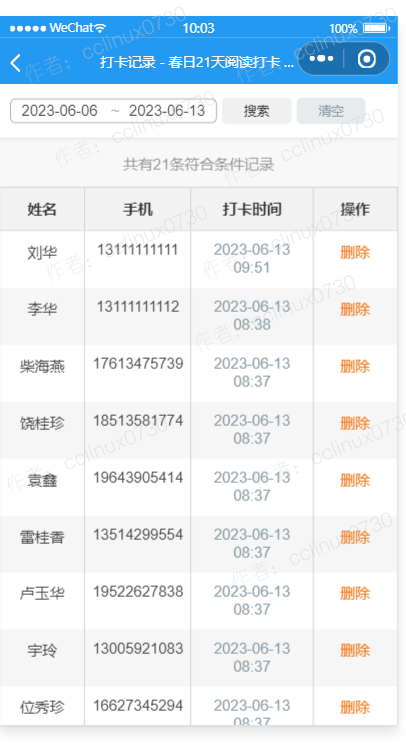 WeChat 10:03 100%
打卡记录 - 春日21天阅读打卡 ...
2023-06-06 ~ 2023-06-13 搜索 清空
共有21条符合条件记录
姓名 手机 打卡时间 操作
刘华 13111111111 2023-06-13 09:51 删除
李华 13111111112 2023-06-13 08:38 删除
柴海燕 17613475739 2023-06-13 08:37 删除
饶桂珍 18513581774 2023-06-13 08:37 删除
袁鑫 19643905414 2023-06-13 08:37 删除
雷桂香 13514299554 2023-06-13 08:37 删除
卢玉华 19522627838 2023-06-13 08:37 删除
宇玲 13005921083 2023-06-13 08:37 删除
位秀珍 16627345294 2023-06-13 08:37 删除
作者：cclinux0730